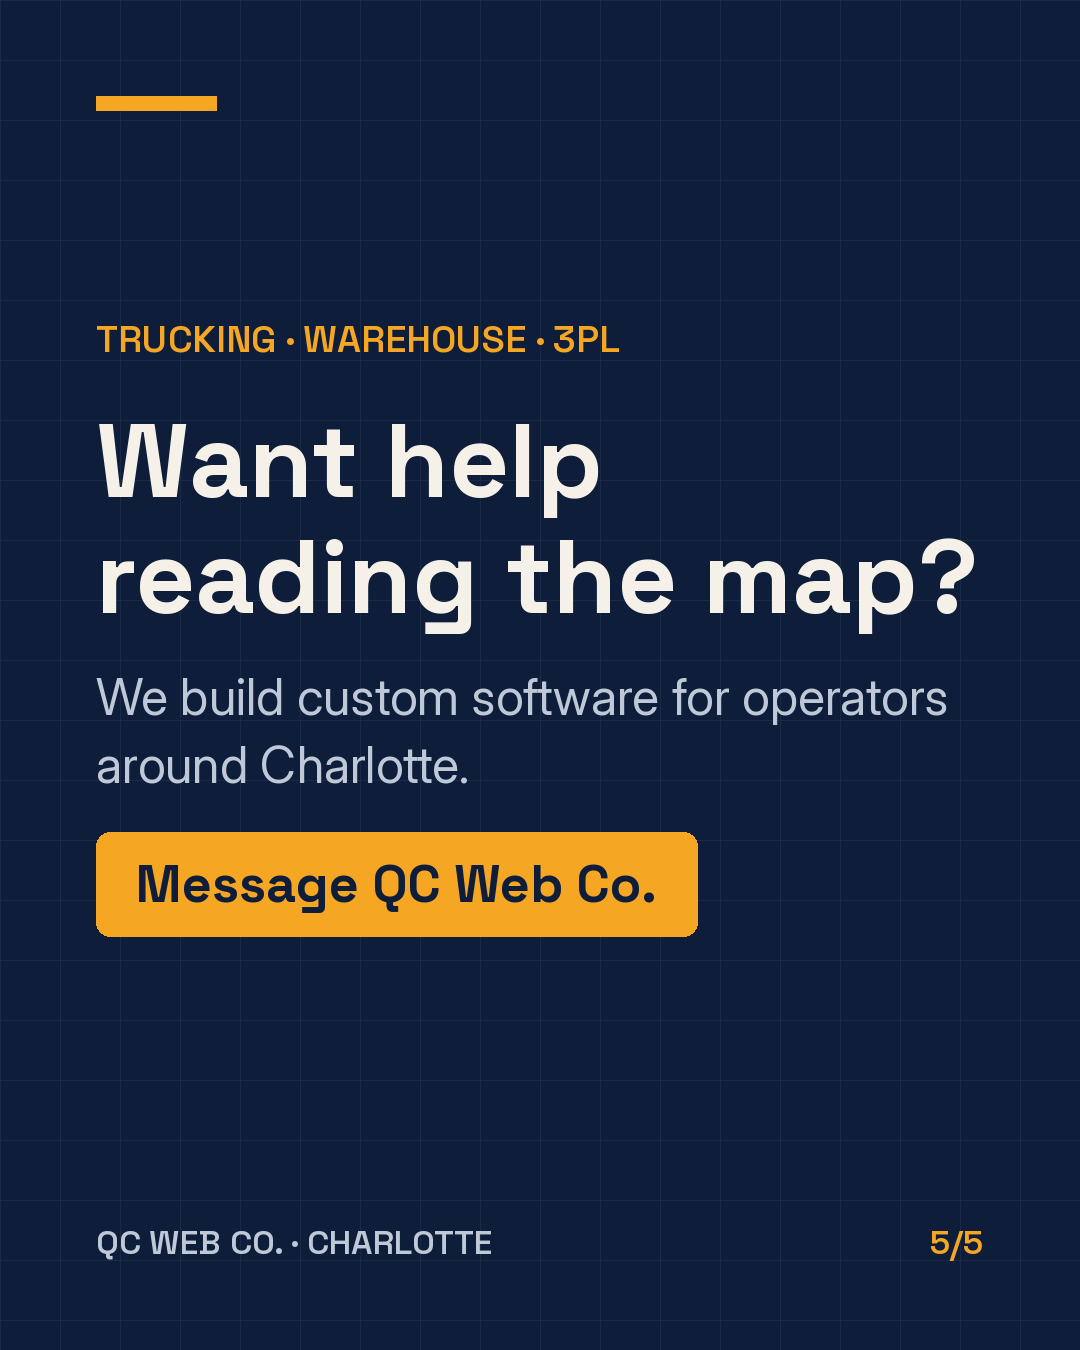 TRUCKING · WAREHOUSE · 3PL
Want help
reading the map?
We build custom software for operators
around Charlotte.
Message QC Web Co.
QC WEB CO. · CHARLOTTE
5/5